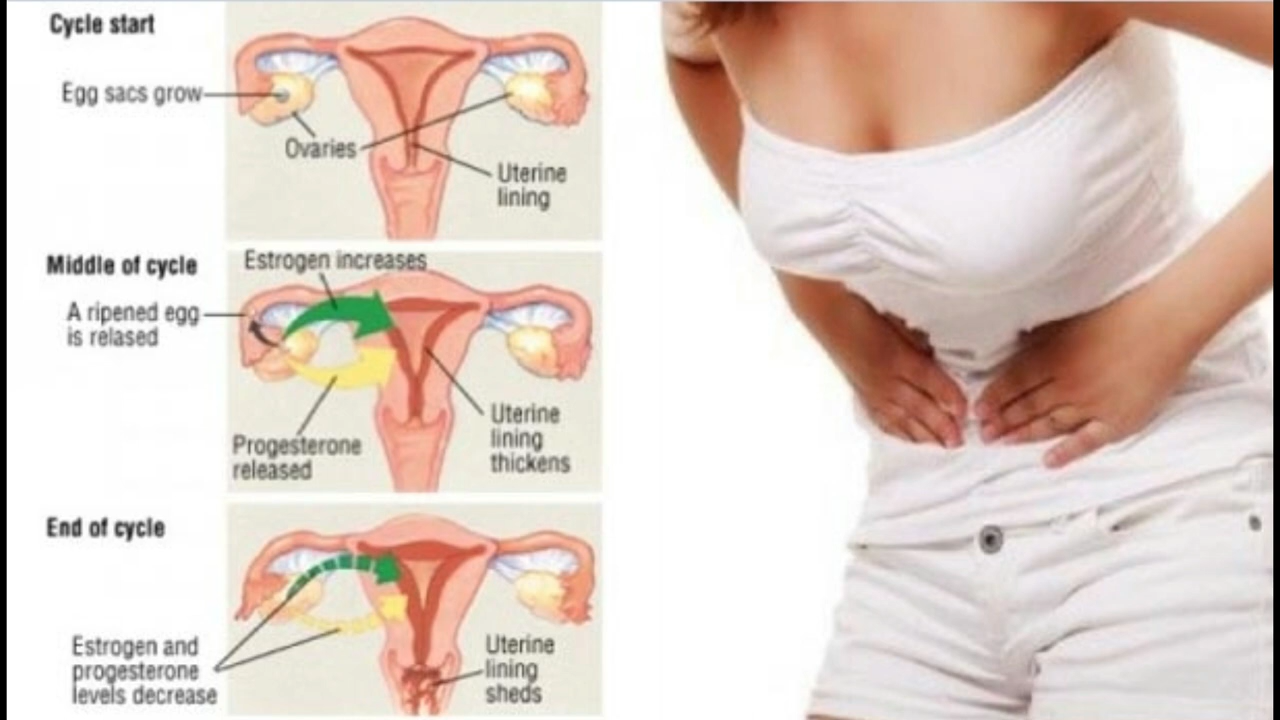 Cycle start
Egg sacs grow
Ovaries
Uterine
lining
Middle of cycle
Estrogen increases
A ripened egg
is relased
Progesterone
released
Uterine
lining
thickens
End of cycle
Estrogen and
progesterone
levels decrease
Uterine
lining
sheds